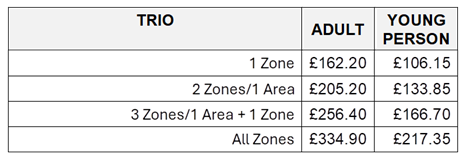 TRIO ADULT YOUNG PERSON
1 Zone £162.20 £106.15
2 Zones/1 Area £205.20 £133.85
3 Zones/1 Area + 1 Zone £256.40 £166.70
All Zones £334.90 £217.35